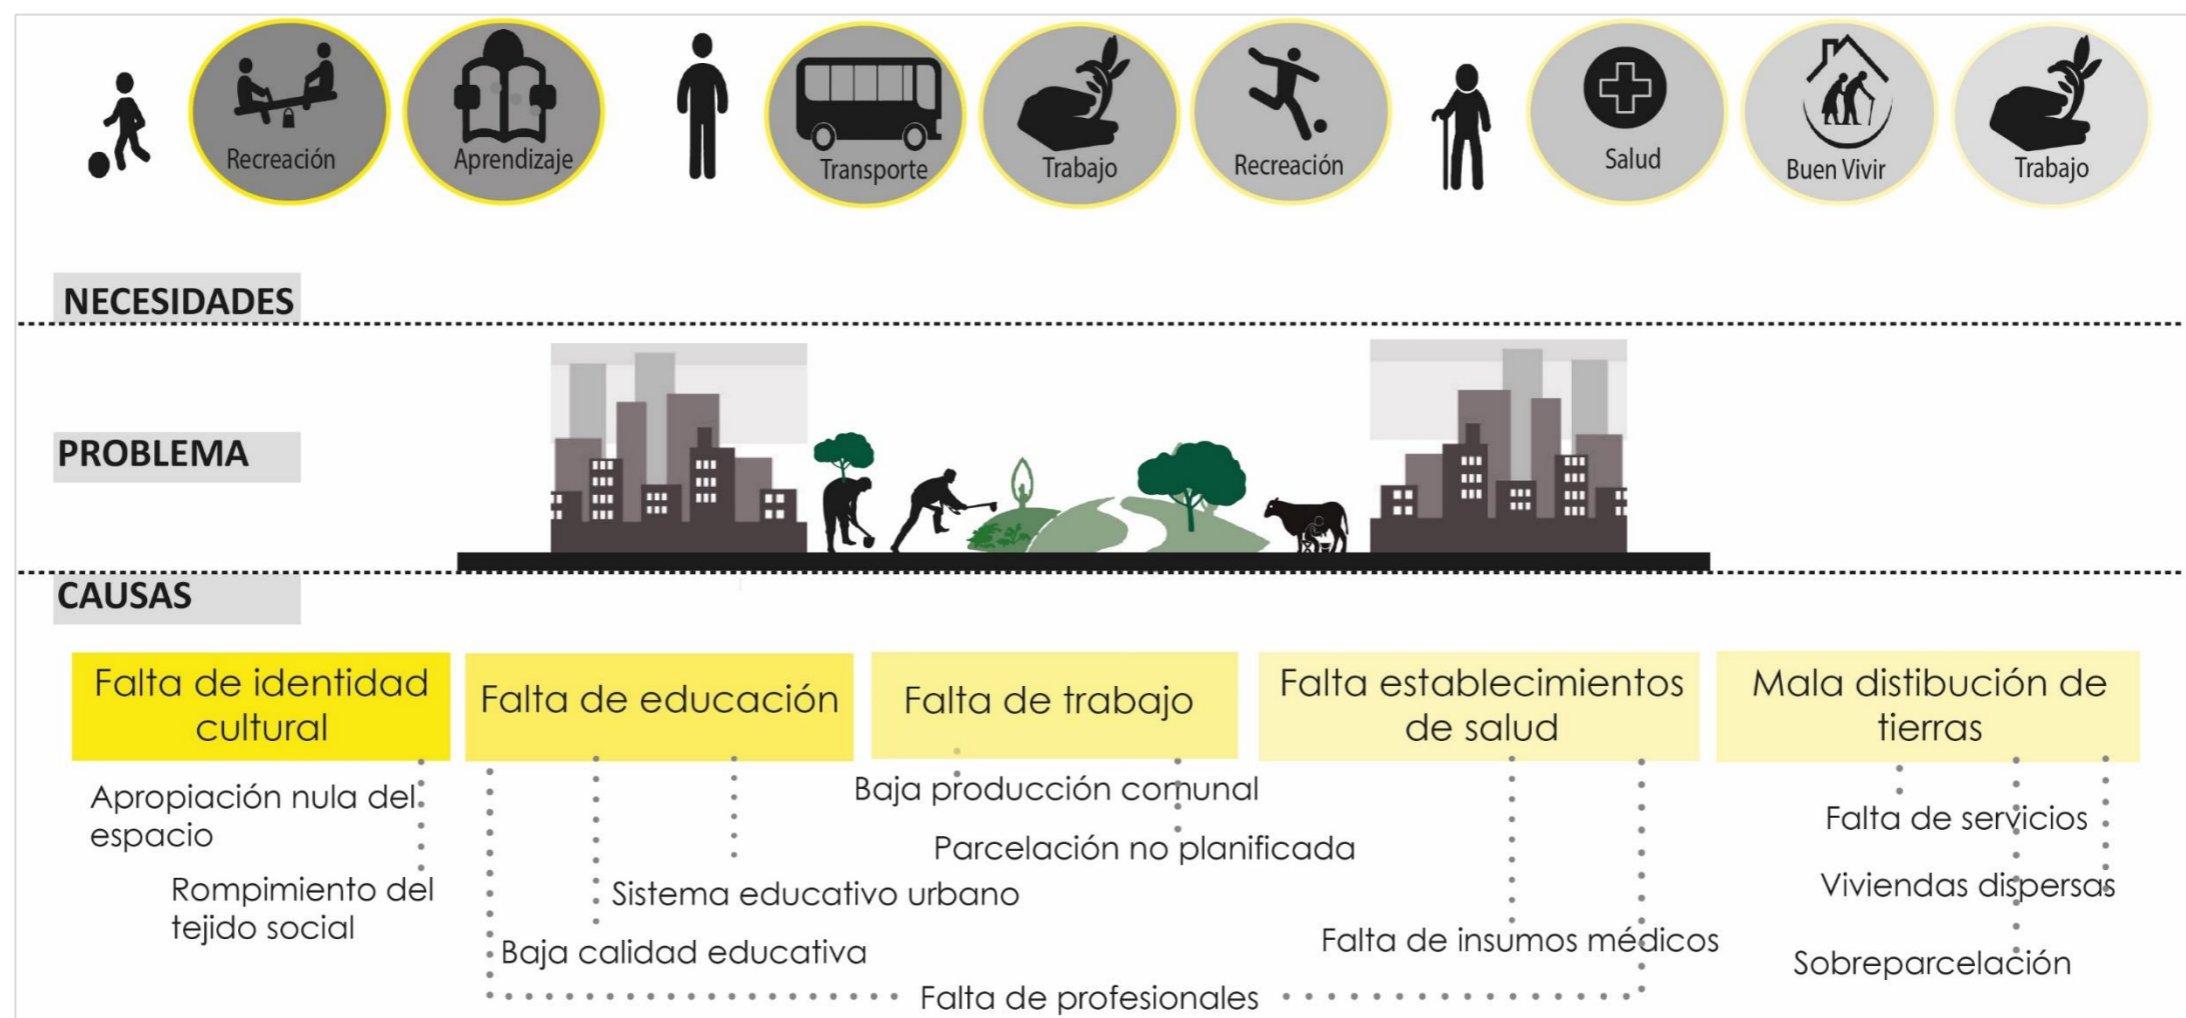 Recreación
Aprendizaje
Transporte
Trabajo
Recreación
Salud
Buen Vivir
Trabajo
NECESIDADES
PROBLEMA
CAUSAS
Falta de identidad
cultural
Apropiación nula del
espacio
Rompimiento del
tejido social
Falta de educación
Sistema educativo urbano
Baja calidad educativa
Falta de trabajo
Baja producción comunal
Parcelación no planificada
Falta establecimientos
de salud
Falta de insumos médicos
Falta de profesionales
Mala distibución de
tierras
Falta de servicios
Viviendas dispersas
Sobreparcelación